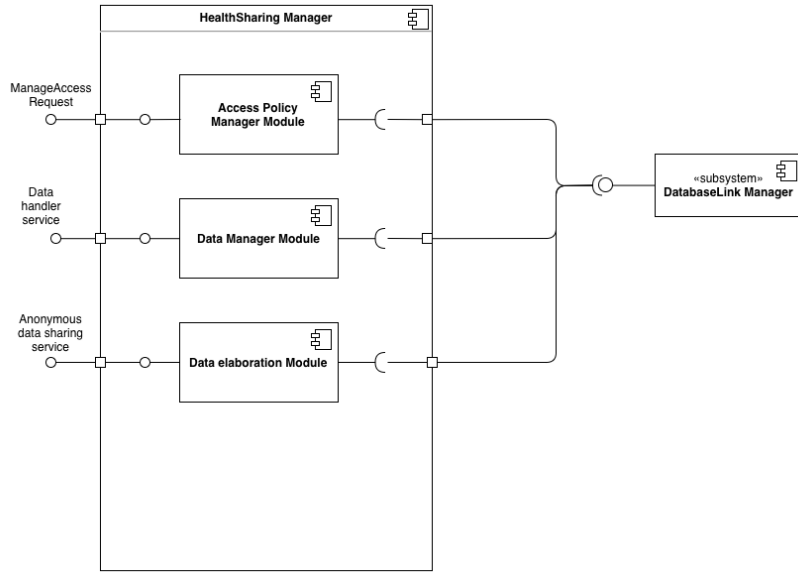 HealthSharing Manager
ManageAccess
Request
Access Policy
Manager Module
«subsystem»
DatabaseLink Manager
Data
handler
service
Data Manager Module
Anonymous
data sharing
service
Data elaboration Module